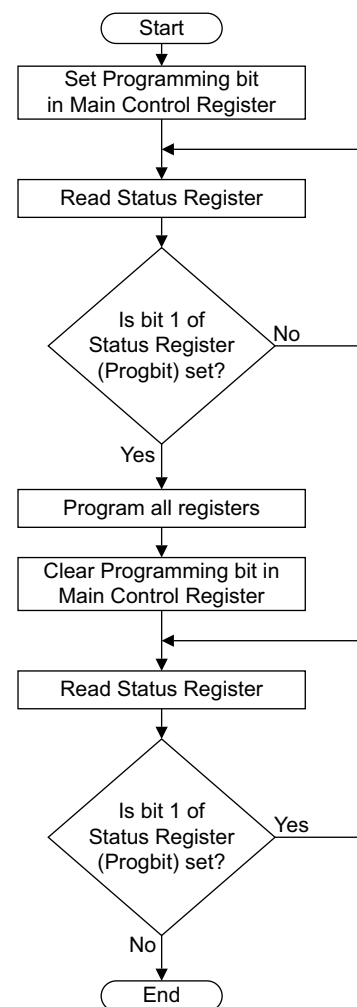 Start
Set Programming bit
in Main Control Register
Read Status Register
Is bit 1 of
Status Register
(Progbit) set?
No
Yes
Program all registers
Clear Programming bit in
Main Control Register
Read Status Register
Is bit 1 of
Status Register
(Progbit) set?
Yes
No
End